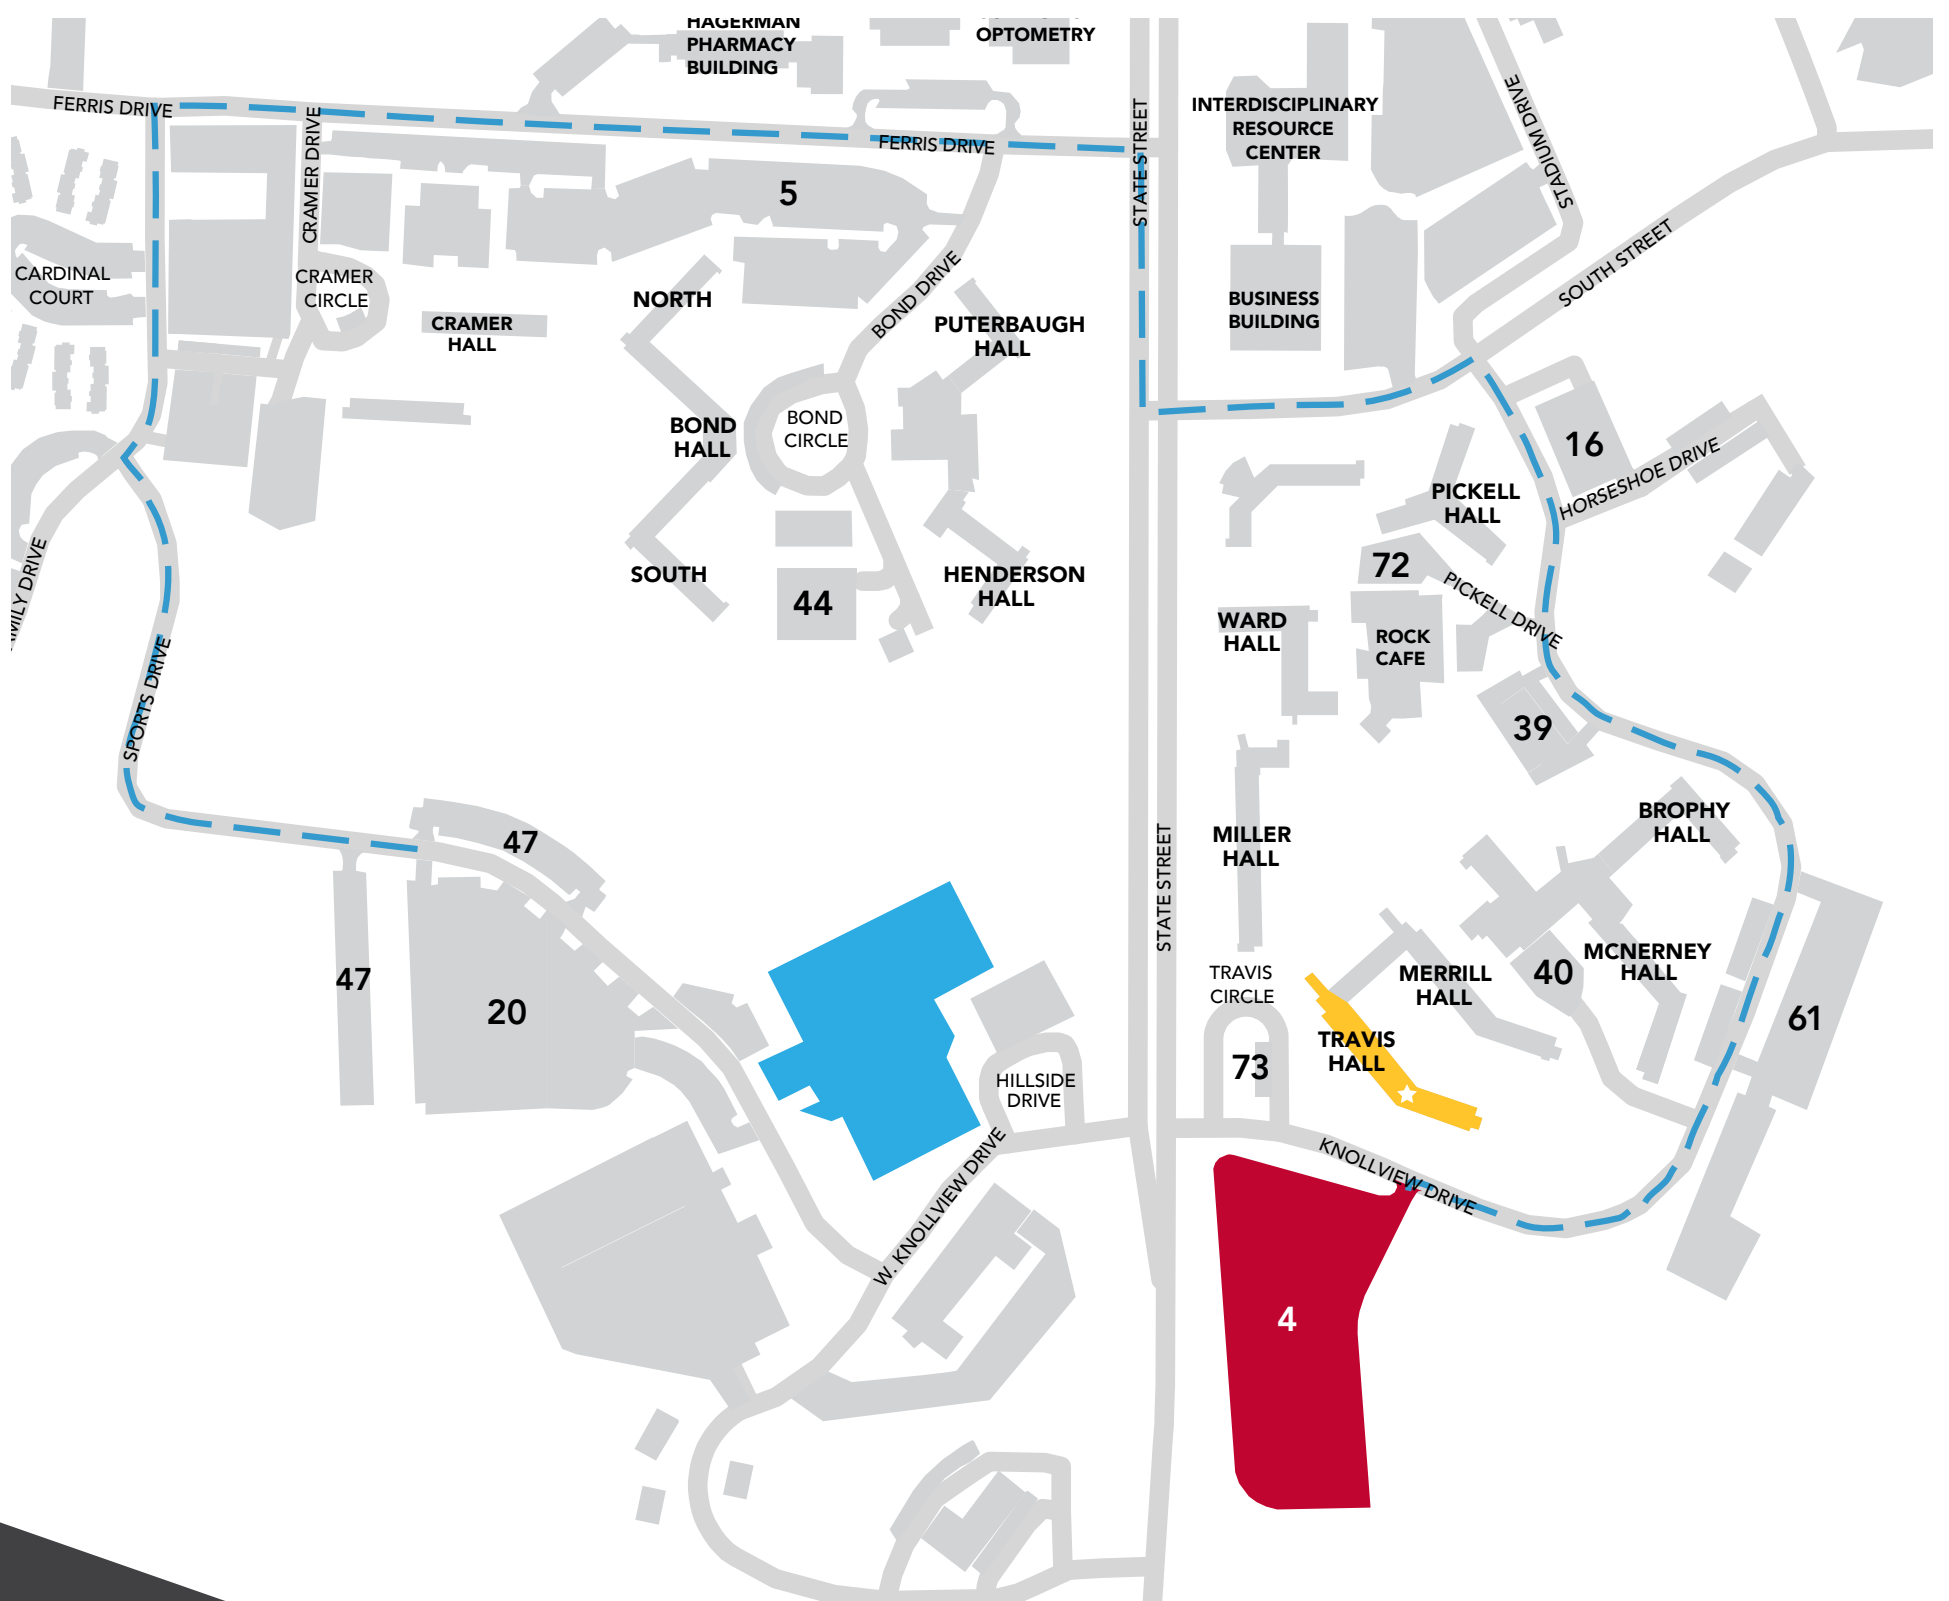 HAGERMAN
PHARMACY
BUILDING
OPTOMETRY
FERRIS DRIVE
CRAMER DRIVE
FERRIS DRIVE
STATE STREET
INTERDISCIPLINARY
RESOURCE
CENTER
STADIUM DRIVE
SOUTH STREET
5
CARDINAL
COURT
CRAMER
CIRCLE
CRAMER
HALL
NORTH
BOND DRIVE
PUTERBAUGH
HALL
BUSINESS
BUILDING
BOND
HALL
BOND
CIRCLE
16
HORSESHOE DRIVE
PICKELL
HALL
72
PICKELL DRIVE
SOUTH
44
HENDERSON
HALL
WARD
HALL
ROCK
CAFE
39
SPORTS DRIVE
47
MILLER
HALL
STATE STREET
BROPHY
HALL
47
20
TRAVIS
CIRCLE
MERRILL
HALL
40
MCNERNEY
HALL
61
TRAVIS
HALL
73
HILLSIDE
DRIVE
W. KNOLLVIEW DRIVE
KNOLLVIEW DRIVE
4